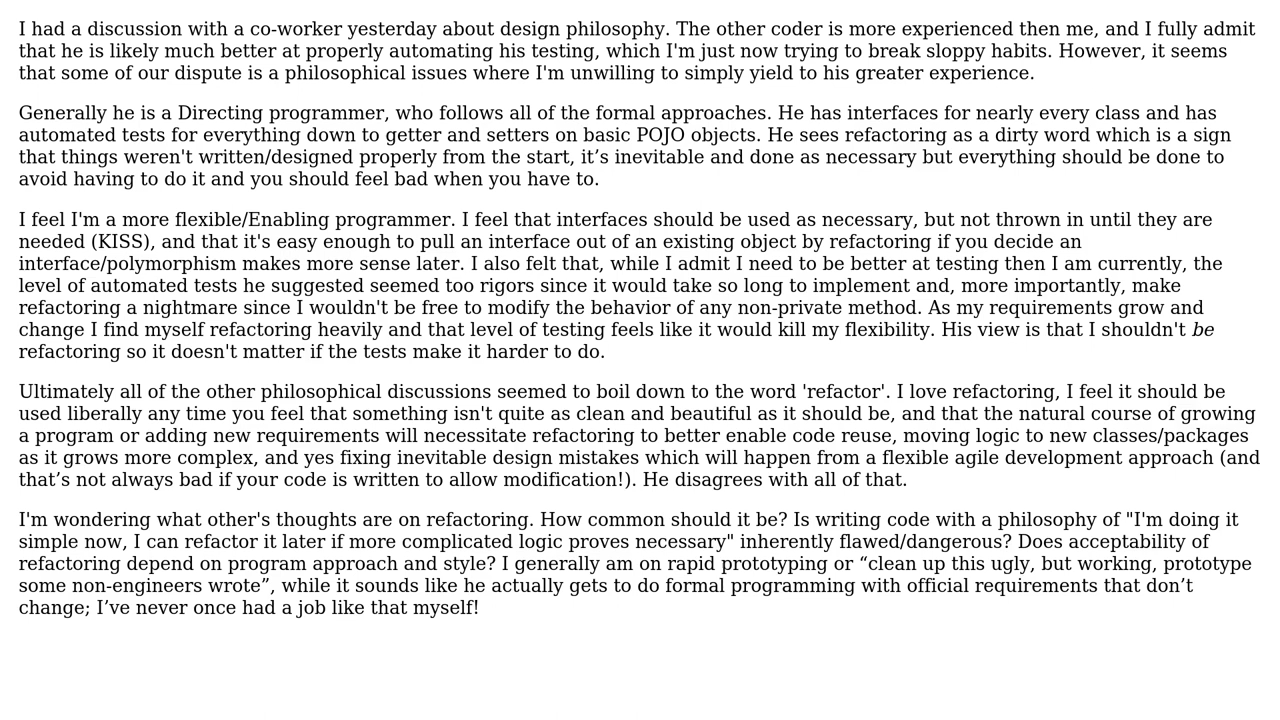 I had a discussion with a co-worker yesterday about design philosophy. The other coder is more experienced then me, and I fully admit
that he is likely much better at properly automating his testing, which I'm just now trying to break sloppy habits. However, it seems
that some of our dispute is a philosophical issues where I'm unwilling to simply yield to his greater experience.
Generally he is a Directing programmer, who follows all of the formal approaches. He has interfaces for nearly every class and has
automated tests for everything down to getter and setters on basic POJO objects. He sees refactoring as a dirty word which is a sign
that things weren't written/designed properly from the start, it’s inevitable and done as necessary but everything should be done to
avoid having to do it and you should feel bad when you have to.
I feel I'm a more flexible/Enabling programmer. I feel that interfaces should be used as necessary, but not thrown in until they are
needed (KISS), and that it's easy enough to pull an interface out of an existing object by refactoring if you decide an
interface/polymorphism makes more sense later. I also felt that, while I admit I need to be better at testing then I am currently, the
level of automated tests he suggested seemed too rigors since it would take so long to implement and, more importantly, make
refactoring a nightmare since I wouldn't be free to modify the behavior of any non-private method. As my requirements grow and
change I find myself refactoring heavily and that level of testing feels like it would kill my flexibility. His view is that I shouldn't be
refactoring so it doesn't matter if the tests make it harder to do.
Ultimately all of the other philosophical discussions seemed to boil down to the word 'refactor'. I love refactoring, I feel it should be
used liberally any time you feel that something isn't quite as clean and beautiful as it should be, and that the natural course of growing
a program or adding new requirements will necessitate refactoring to better enable code reuse, moving logic to new classes/packages
as it grows more complex, and yes fixing inevitable design mistakes which will happen from a flexible agile development approach (and
that’s not always bad if your code is written to allow modification!). He disagrees with all of that.
I'm wondering what other's thoughts are on refactoring. How common should it be? Is writing code with a philosophy of "I'm doing it
simple now, I can refactor it later if more complicated logic proves necessary" inherently flawed/dangerous? Does acceptability of
refactoring depend on program approach and style? I generally am on rapid prototyping or “clean up this ugly, but working, prototype
some non-engineers wrote”, while it sounds like he actually gets to do formal programming with official requirements that don’t
change; I’ve never once had a job like that myself!